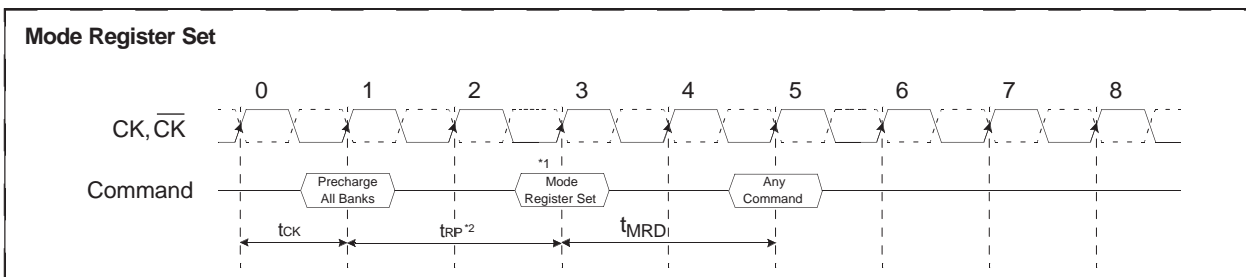 Mode Register Set
0 1 2 3 4 5 6 7 8
CK, C̅K̅
*1
Command
Precharge
All Banks
Mode
Register Set
Any
Command
tCK
tRP*2
tMRD